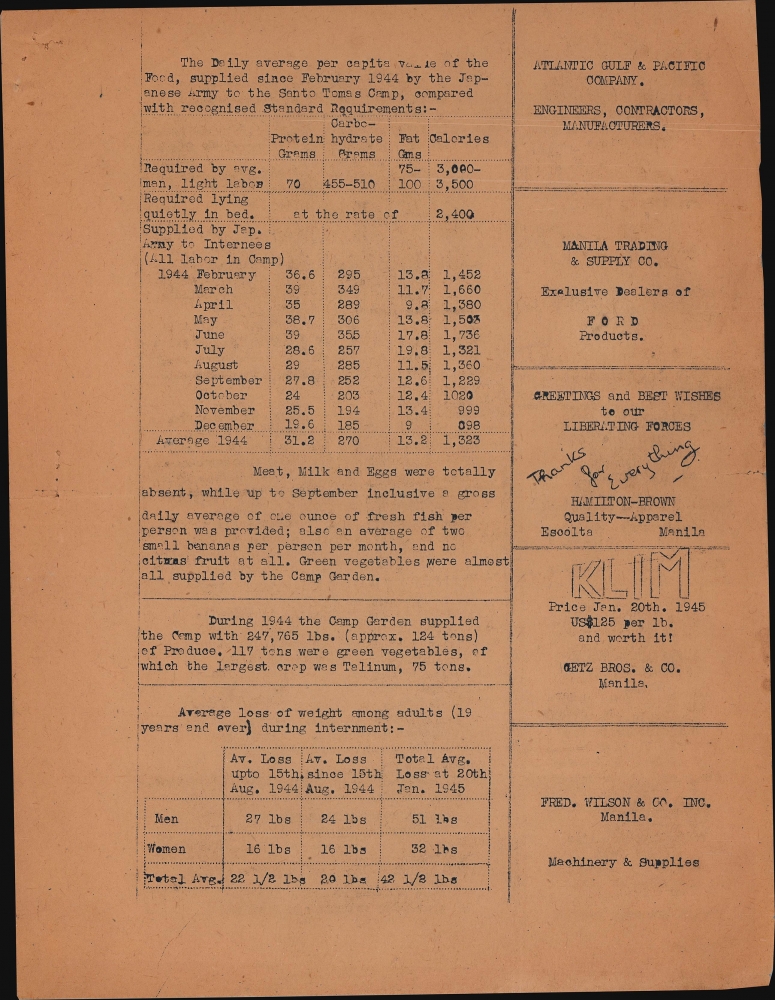 The Daily average per capita value of the
Food, supplied since February 1944 by the Jap-
anese Army to the Santo Tomas Camp, compared
with recognised Standard Requirements:-
Carbo-
Protein hydrate Fat Calories
Grams Grams Gms
Required by avg. 75- 3,000-
man, light labor 70 455-510 100 3,500
Required lying
quietly in bed. at the rate of 2,400
Supplied by Jap.
Army to Internees
(All labor in Camp)
1944 February 36.6 295 13.2 1,452
March 39 349 11.7 1,660
April 35 289 9.8 1,380
May 38.7 306 13.8 1,503
June 39 355 17.8 1,736
July 28.6 257 19.8 1,321
August 29 285 11.5 1,360
September 27.8 252 12.6 1,229
October 24 203 12.4 1020
November 25.5 194 13.4 999
December 19.6 185 9 898
Average 1944 31.2 270 13.2 1,323
Meat, Milk and Eggs were totally
absent, while up to September inclusive a gross
daily average of one ounce of fresh fish per
person was provided; also an average of two
small bananas per person per month, and no
citrus fruit at all. Green vegetables were almost
all supplied by the Camp Garden.
During 1944 the Camp Garden supplied
the Camp with 247,765 lbs. (approx. 124 tons)
of Produce. 117 tons were green vegetables, of
which the largest crop was Talinum, 75 tons.
Average loss of weight among adults (19
years and over) during internment:-
Av. Loss Av. Loss Total Avg.
upto 15th since 15th Loss at 20th
Aug. 1944 Aug. 1944 Jan. 1945
Men 27 lbs 24 lbs 51 lbs
Women 16 lbs 16 lbs 32 lbs
Total Avg. 22 1/2 lbs 20 lbs 42 1/2 lbs
ATLANTIC GULF & PACIFIC
COMPANY.
ENGINEERS, CONTRACTORS,
MANUFACTURERS.
MANILA TRADING
& SUPPLY CO.
Exclusive Dealers of
F O R D
Products.
GREETINGS and BEST WISHES
to our
LIBERATING FORCES
Thanks for everything
HAMILTON-BROWN
Quality--Apparel
Escolta Manila
KLIM
Price Jan. 20th. 1945
US$125 per lb.
and worth it!
GETZ BROS. & CO.
Manila.
FRED. WILSON & CO. INC.
Manila.
Machinery & Supplies